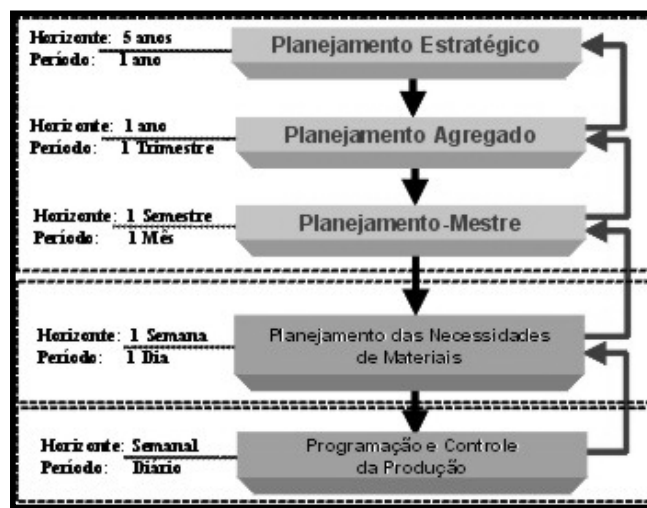 Horizonte: 5 anos
Período: 1 ano
Planejamento Estratégico
Horizonte: 1 ano
Período: 1 Trimestre
Planejamento Agregado
Horizonte: 1 Semestre
Período: 1 Mês
Planejamento-Mestre
Horizonte: 1 Semana
Período: 1 Dia
Planejamento das Necessidades
de Materiais
Horizonte: Semanal
Período: Diário
Programação e Controle
da Produção